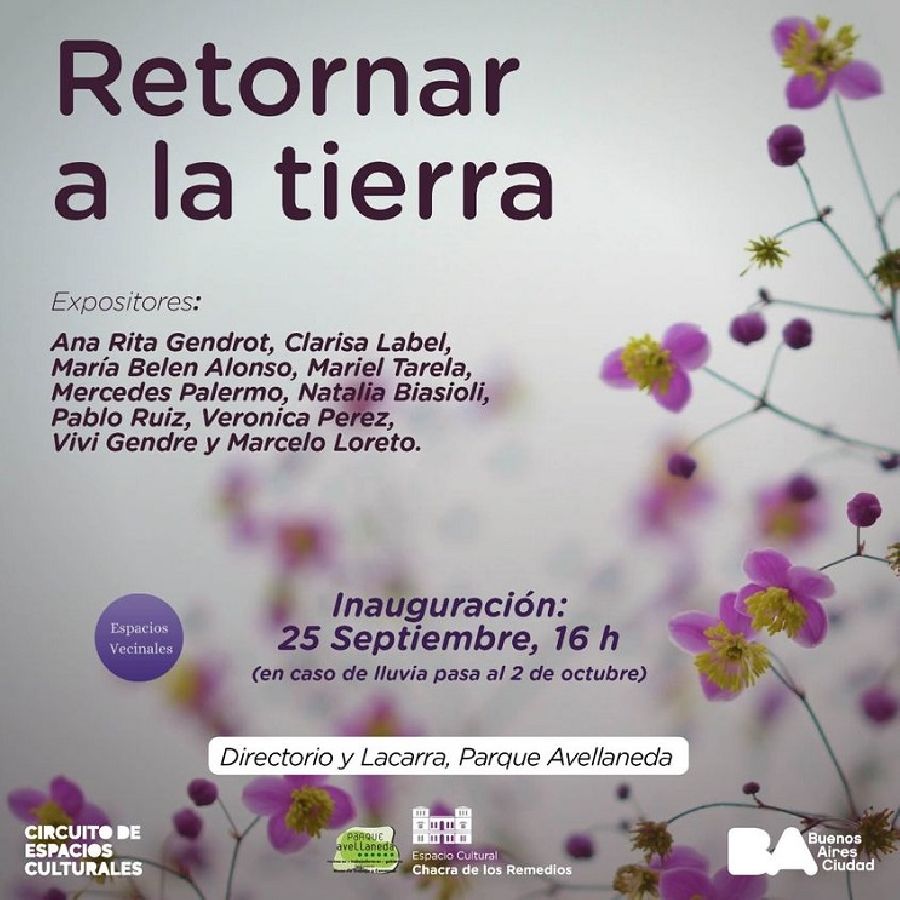 Retornar
a la tierra
Expositores:
Ana Rita Gendrot, Clarisa Label,
María Belen Alonso, Mariel Tarela,
Mercedes Palermo, Natalia Biasioli,
Pablo Ruiz, Veronica Perez,
Vivi Gendre y Marcelo Loreto.
Espacios
Vecinales
Inauguración:
25 Septiembre, 16 h
(en caso de lluvia pasa al 2 de octubre)
Directorio y Lacarra, Parque Avellaneda
CIRCUITO DE
ESPACIOS
CULTURALES
parque
avellaneda
Espacio Cultural
Chacra de los Remedios
BA
Buenos
Aires
Ciudad